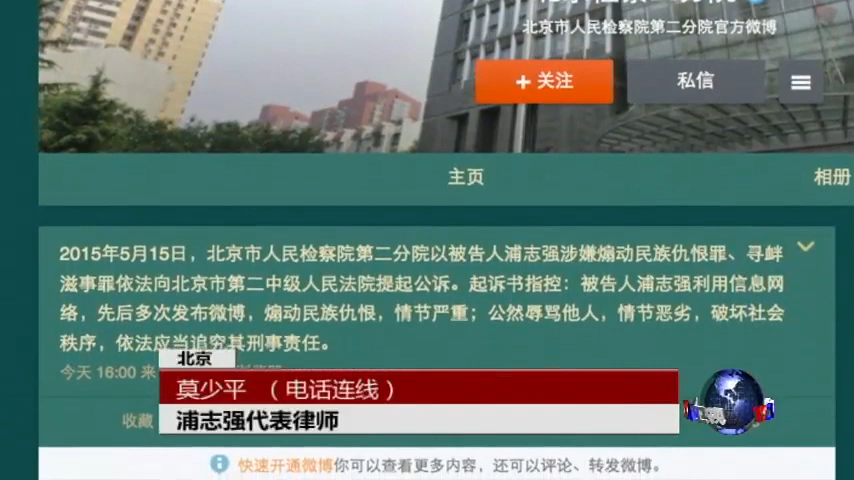 北京市人民检察院第二分院官方微博
+ 关注
私信
主页
相册
2015年5月15日，北京市人民检察院第二分院以被告人浦志强涉嫌煽动民族仇恨罪、寻衅
滋事罪依法向北京市第二中级人民法院提起公诉。起诉书指控：被告人浦志强利用信息网
络，先后多次发布微博，煽动民族仇恨，情节严重；公然辱骂他人，情节恶劣，破坏社会
秩序，依法应当追究其刑事责任。
今天 16:00 来
北京
莫少平 （电话连线）
收藏
浦志强代表律师
快速开通微博你可以查看更多内容，还可以评论、转发微博。